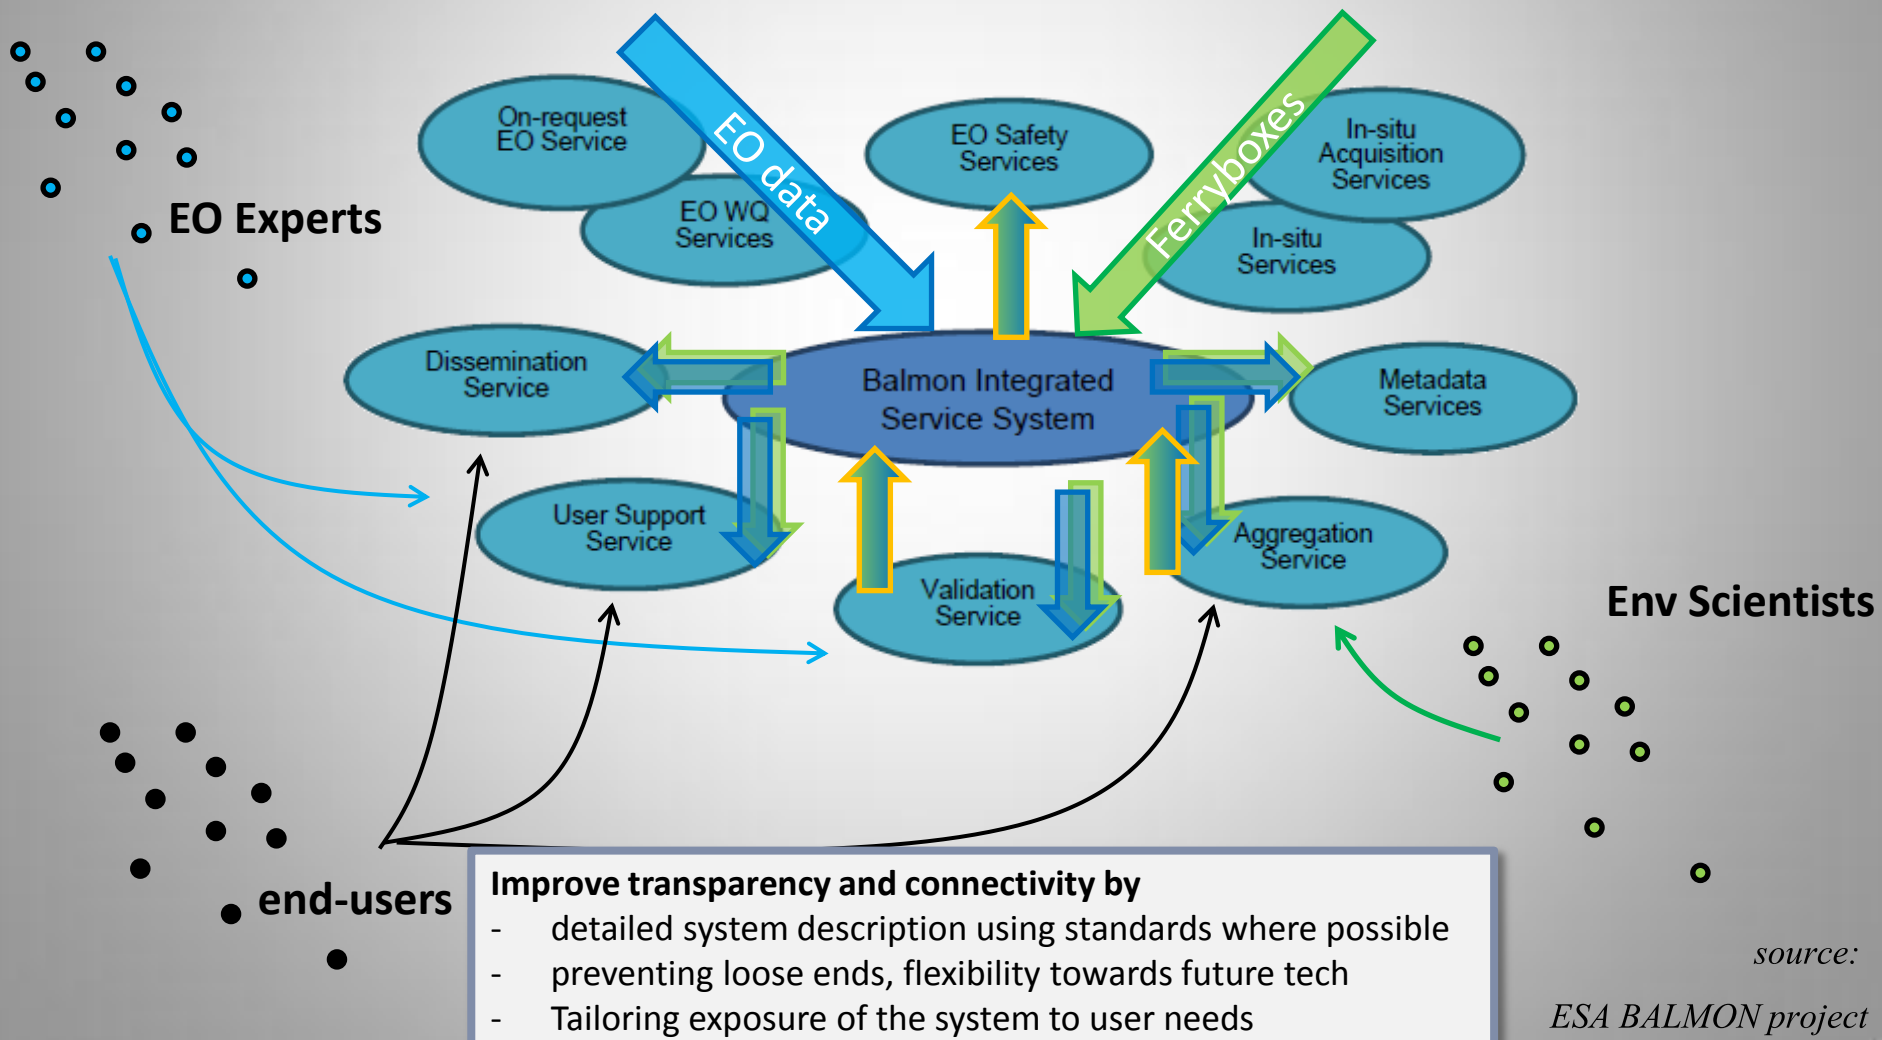 On-request
EO Service
EO data
EO WQ
Services
EO Safety
Services
Ferryboxes
In-situ
Acquisition
Services
In-situ
Services
EO Experts
Dissemination
Service
Balmon Integrated
Service System
Metadada
Services
User Support
Service
Validation
Service
Aggregation
Service
Env Scientists
end-users
Improve transparency and connectivity by
- detailed system description using standards where possible
- preventing loose ends, flexibility towards future tech
- Tailoring exposure of the system to user needs
source:
ESA BALMON project